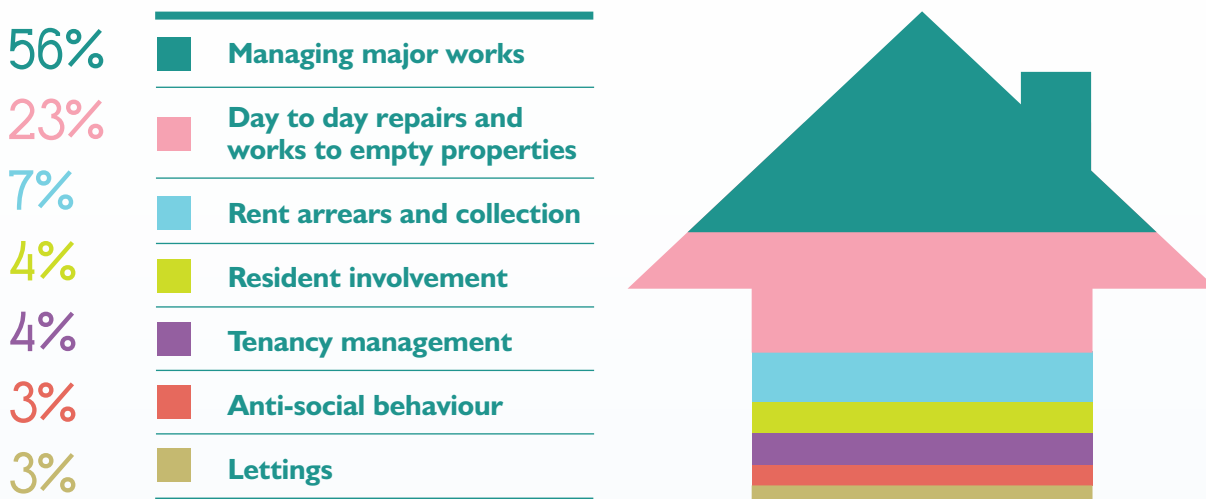 56%
Managing major works
23%
Day to day repairs and
works to empty properties
7%
Rent arrears and collection
4%
Resident involvement
4%
Tenancy management
3%
Anti-social behaviour
3%
Lettings